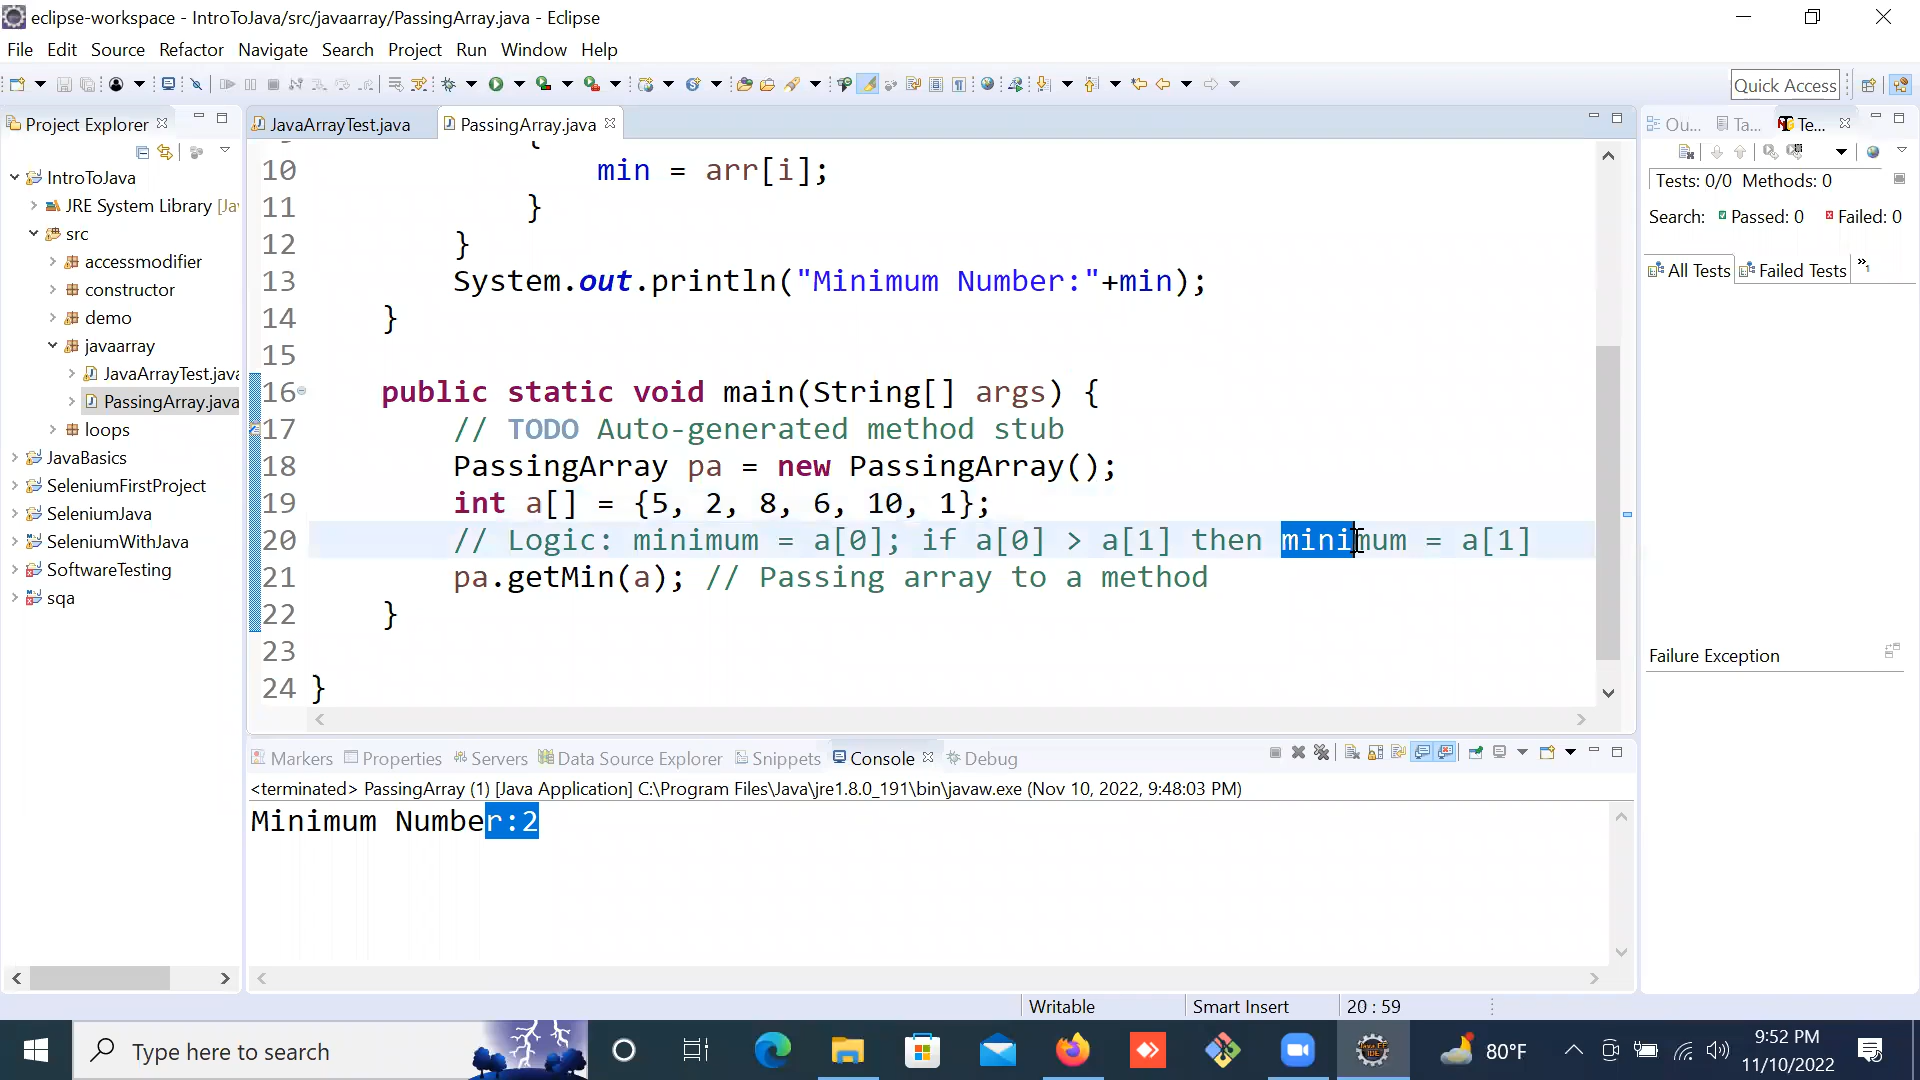 eclipse-workspace - IntroToJava/src/javaarray/PassingArray.java - Eclipse
File Edit Source Refactor Navigate Search Project Run Window Help
Quick Access
Project Explorer
IntroToJava
JRE System Library [Ja
src
accessmodifier
constructor
demo
javaarray
JavaArrayTest.java
PassingArray.java
loops
JavaBasics
SeleniumFirstProject
SeleniumJava
SeleniumWithJava
SoftwareTesting
sqa
JavaArrayTest.java PassingArray.java
{
10 min = arr[i];
11 }
12 }
13 System.out.println("Minimum Number:"+min);
14 }
15
16 public static void main(String[] args) {
17 // TODO Auto-generated method stub
18 PassingArray pa = new PassingArray();
19 int a[] = {5, 2, 8, 6, 10, 1};
20 // Logic: minimum = a[0]; if a[0] > a[1] then minimum = a[1]
21 pa.getMin(a); // Passing array to a method
22 }
23
24 }
Ou... Ta... Te...
Tests: 0/0 Methods: 0
Search: Passed: 0 Failed: 0
All Tests Failed Tests »1
Failure Exception
Markers Properties Servers Data Source Explorer Snippets Console Debug
<terminated> PassingArray (1) [Java Application] C:\Program Files\Java\jre1.8.0_191\bin\javaw.exe (Nov 10, 2022, 9:48:03 PM)
Minimum Number:2
Writable Smart Insert 20 : 59
Type here to search
80°F
9:52 PM
11/10/2022